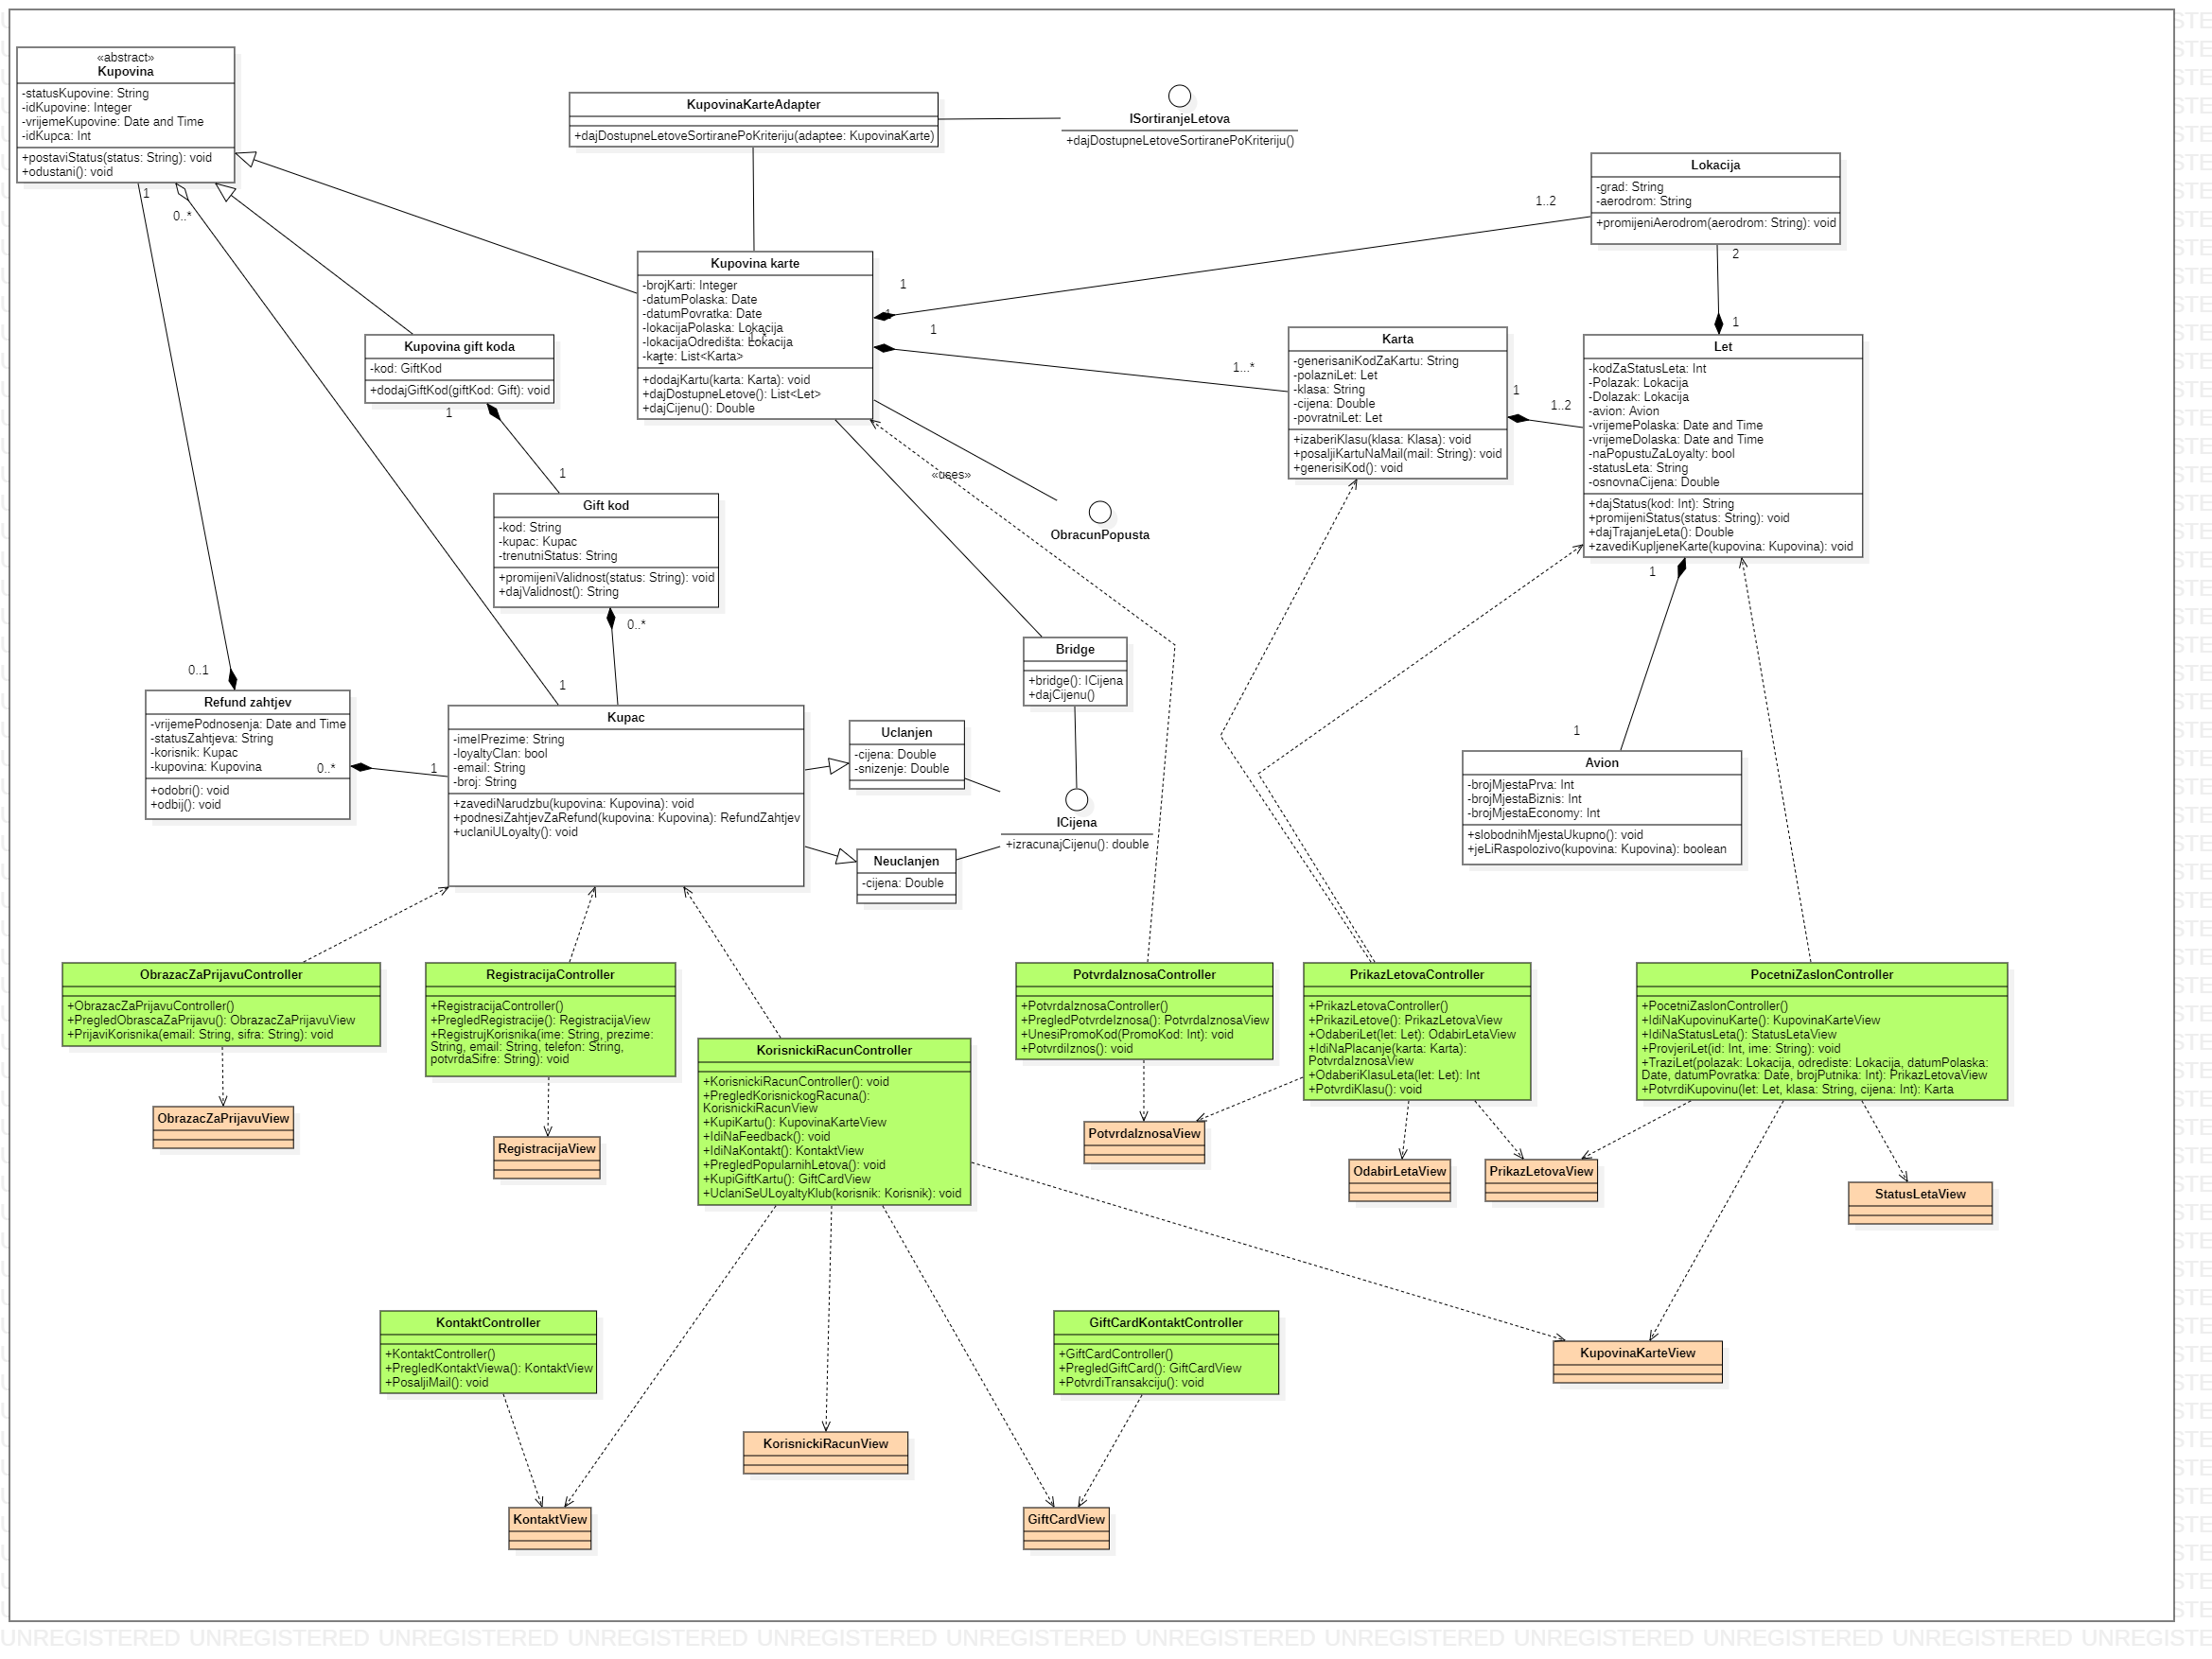 «abstract»
Kupovina
-statusKupovine: String
-idKupovine: Integer
-vrijemeKupovine: Date and Time
-idKupca: Int
+postaviStatus(status: String): void
+odustani(): void
1
0..*
KupovinaKarteAdapter
+dajDostupneLetoveSortiranePoKriteriju(adaptee: KupovinaKarte)
ISortiranjeLetova
+dajDostupneLetoveSortiranePoKriteriju()
Lokacija
-grad: String
-aerodrom: String
+promijeniAerodrom(aerodrom: String): void
1..2
2
1
1
1
Kupovina karte
-brojKarti: Integer
-datumPolaska: Date
-datumPovratka: Date
-lokacijaPolaska: Lokacija
-lokacijaOdredišta: Lokacija
-karte: List<Karta>
+dodajKartu(karta: Karta): void
+dajDostupneLetove(): List<Let>
+dajCijenu(): Double
Kupovina gift koda
-kod: GiftKod
+dodajGiftKod(giftKod: Gift): void
1
1
Karta
-generisaniKodZaKartu: String
-polazniLet: Let
-klasa: String
-cijena: Double
-povratniLet: Let
+izaberiKlasu(klasa: Klasa): void
+posaljiKartuNaMail(mail: String): void
+generisiKod(): void
1...*
1
1..2
Let
-kodZaStatusLeta: Int
-Polazak: Lokacija
-Dolazak: Lokacija
-avion: Avion
-vrijemePolaska: Date and Time
-vrijemeDolaska: Date and Time
-naPopustuZaLoyalty: bool
-statusLeta: String
-osnovnaCijena: Double
+dajStatus(kod: Int): String
+promijeniStatus(status: String): void
+dajTrajanjeLeta(): Double
+zavediKupljeneKarte(kupovina: Kupovina): void
1
1
Gift kod
-kod: String
-kupac: Kupac
-trenutniStatus: String
+promijeniValidnost(status: String): void
+dajValidnost(): String
0..*
1
«uses»
ObracunPopusta
Bridge
+bridge(): ICijena
+dajCijenu()
0..1
Refund zahtjev
-vrijemePodnosenja: Date and Time
-statusZahtjeva: String
-korisnik: Kupac
-kupovina: Kupovina
+odobri(): void
+odbij(): void
0..*
1
Kupac
-imeIPrezime: String
-loyaltyClan: bool
-email: String
-broj: String
+zavediNarudzbu(kupovina: Kupovina): void
+podnesiZahtjevZaRefund(kupovina: Kupovina): RefundZahtjev
+uclaniULoyalty(): void
Uclanjen
-cijena: Double
-snizenje: Double
ICijena
+izracunajCijenu(): double
Neuclanjen
-cijena: Double
Avion
-brojMjestaPrva: Int
-brojMjestaBiznis: Int
-brojMjestaEconomy: Int
+slobodnihMjestaUkupno(): void
+jeLiRaspolozivo(kupovina: Kupovina): boolean
ObrazacZaPrijavuController
+ObrazacZaPrijavuController()
+PregledObrascaZaPrijavu(): ObrazacZaPrijavuView
+PrijaviKorisnika(email: String, sifra: String): void
RegistracijaController
+RegistracijaController()
+PregledRegistracije(): RegistracijaView
+RegistrujKorisnika(ime: String, prezime:
String, email: String, telefon: String,
potvrdaSifre: String): void
KorisnickiRacunController
+KorisnickiRacunController(): void
+PregledKorisnickogRacuna():
KorisnickiRacunView
+KupiKartu(): KupovinaKarteView
+IdiNaFeedback(): void
+IdiNaKontakt(): KontaktView
+PregledPopularnihLetova(): void
+KupiGiftKartu(): GiftCardView
+UclaniSeULoyaltyKlub(korisnik: Korisnik): void
PotvrdaIznosaController
+PotvrdaIznosaController()
+PregledPotvrdeIznosa(): PotvrdaIznosaView
+UnesiPromoKod(PromoKod: Int): void
+PotvrdiIznos(): void
PrikazLetovaController
+PrikazLetovaController()
+PrikaziLetove(): PrikazLetovaView
+OdaberiLet(let: Let): OdabirLetaView
+IdiNaPlacanje(karta: Karta):
PotvrdaIznosaView
+OdaberiKlasuLeta(let: Let): Int
+PotvrdiKlasu(): void
PocetniZaslonController
+PocetniZaslonController()
+IdiNaKupovinuKarte(): KupovinaKarteView
+IdiNaStatusLeta(): StatusLetaView
+ProvjeriLet(id: Int, ime: String): void
+TraziLet(polazak: Lokacija, odrediste: Lokacija, datumPolaska:
Date, datumPovratka: Date, brojPutnika: Int): PrikazLetovaView
+PotvrdiKupovinu(let: Let, klasa: String, cijena: Int): Karta
ObrazacZaPrijavuView
RegistracijaView
PotvrdaIznosaView
OdabirLetaView
PrikazLetovaView
StatusLetaView
KontaktController
+KontaktController()
+PregledKontaktViewa(): KontaktView
+PosaljiMail(): void
GiftCardKontaktController
+GiftCardController()
+PregledGiftCard(): GiftCardView
+PotvrdiTransakciju(): void
KupovinaKarteView
KorisnickiRacunView
KontaktView
GiftCardView
UNREGISTERED UNREGISTERED UNREGISTERED UNREGISTERED UNREGISTERED UNREGISTERED UNREGISTERED UNREGISTERED UNREGISTERED UNREGISTERED UNREGISTERED UNREGISTERED